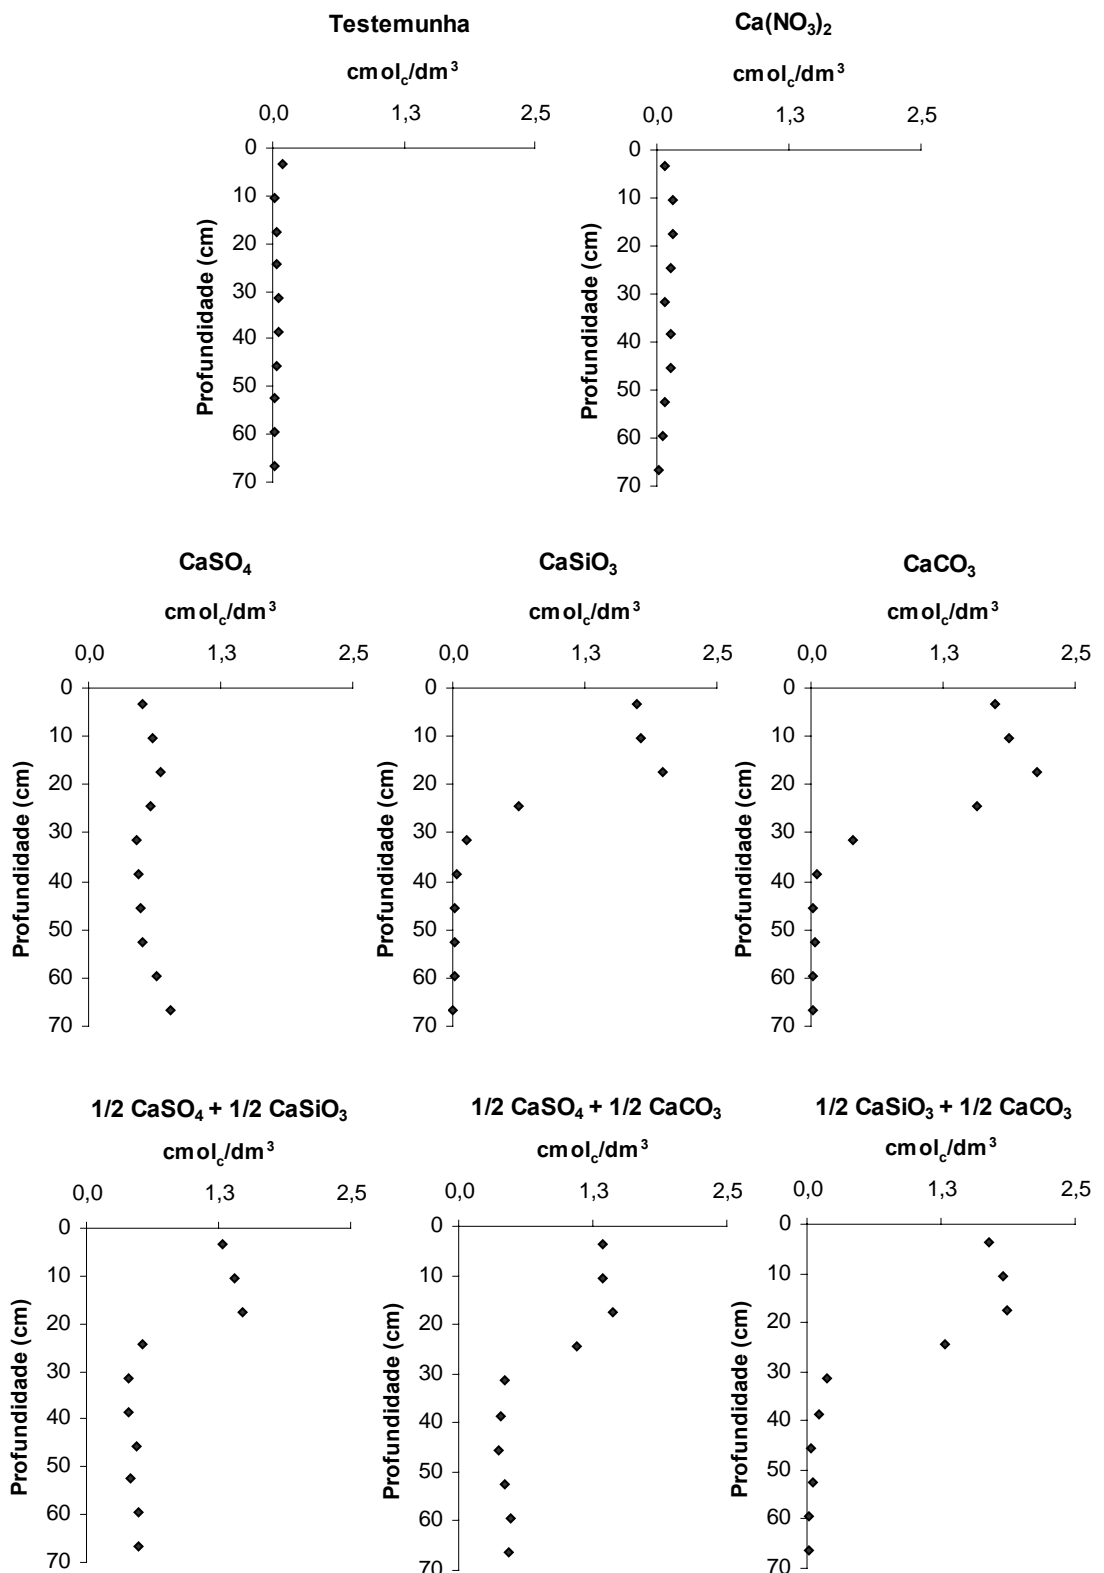 Testemunha
cmol_c/dm³
0,0 1,3 2,5
0
10
20
30
40
50
60
70
Profundidade (cm)
Ca(NO₃)₂
cmol_c/dm³
0,0 1,3 2,5
0
10
20
30
40
50
60
70
Profundidade (cm)
CaSO₄
cmol_c/dm³
0,0 1,3 2,5
0
10
20
30
40
50
60
70
Profundidade (cm)
CaSiO₃
cmol_c/dm³
0,0 1,3 2,5
0
10
20
30
40
50
60
70
Profundidade (cm)
CaCO₃
cmol_c/dm³
0,0 1,3 2,5
0
10
20
30
40
50
60
70
Profundidade (cm)
1/2 CaSO₄ + 1/2 CaSiO₃
cmol_c/dm³
0,0 1,3 2,5
0
10
20
30
40
50
60
70
Profundidade (cm)
1/2 CaSO₄ + 1/2 CaCO₃
cmol_c/dm³
0,0 1,3 2,5
0
10
20
30
40
50
60
70
Profundidade (cm)
1/2 CaSiO₃ + 1/2 CaCO₃
cmol_c/dm³
0,0 1,3 2,5
0
10
20
30
40
50
60
70
Profundidade (cm)